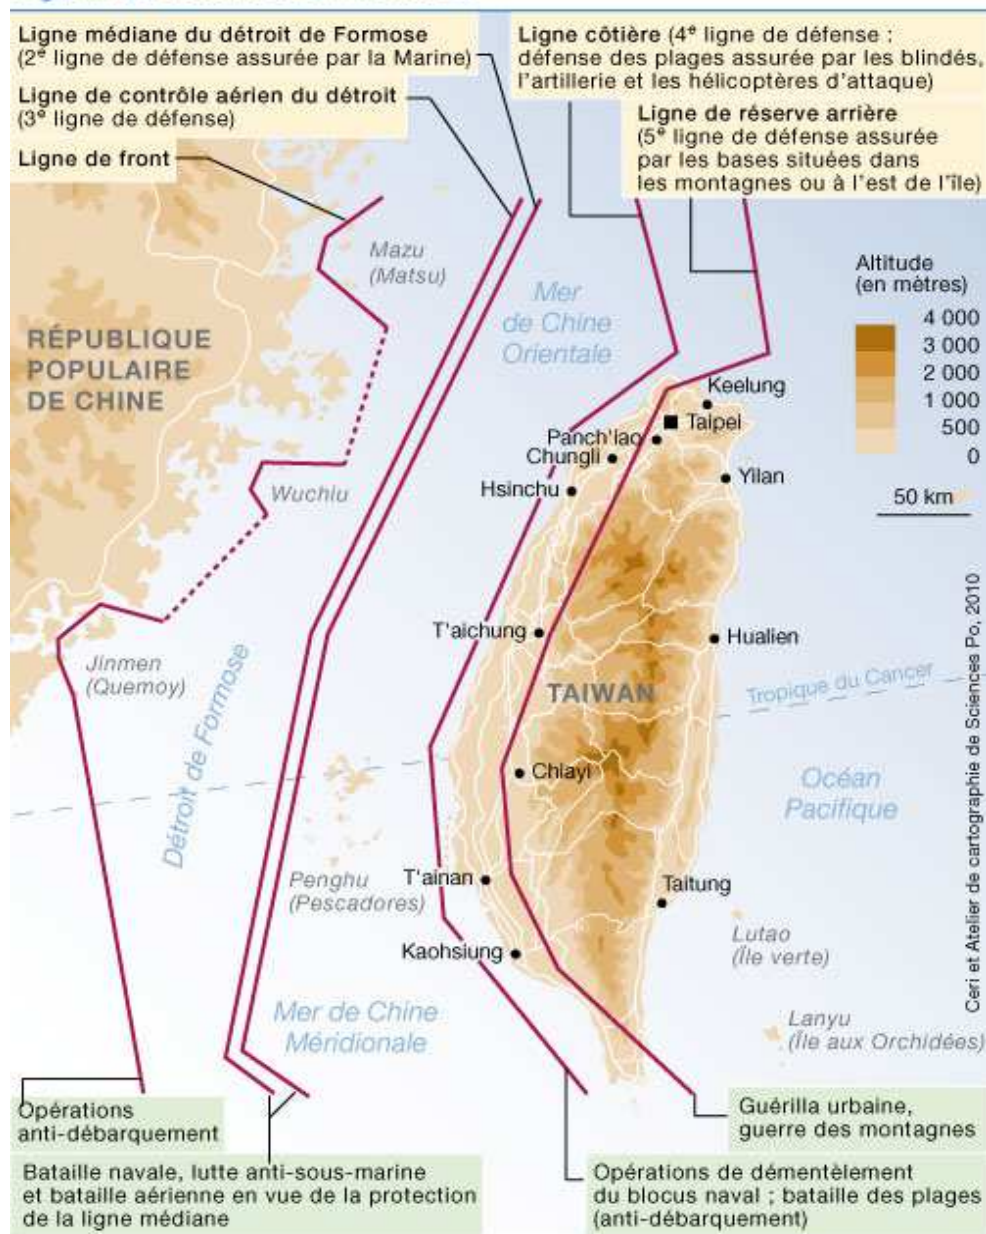 Ligne médiane du détroit de Formose
(2e ligne de défense assurée par la Marine)
Ligne de contrôle aérien du détroit
(3e ligne de défense)
Ligne de front
Ligne côtière (4e ligne de défense :
défense des plages assurée par les blindés,
l'artillerie et les hélicoptères d'attaque)
Ligne de réserve arrière
(5e ligne de défense assurée
par les bases situées dans
les montagnes ou à l'est de l'île)
Mazu
(Matsu)
Mer
de Chine
Orientale
Altitude
(en mètres)
4 000
3 000
2 000
1 000
500
0
50 km
RÉPUBLIQUE
POPULAIRE
DE CHINE
Keelung
Taipei
Panch'iao
Chungli
Hsinchu
Yilan
Wuchiu
T'aichung
Hualien
Jinmen
(Quemoy)
TAIWAN
Tropique du Cancer
Détroit de Formose
Chiayi
Océan
Pacifique
Penghu
(Pescadores)
T'ainan
Taitung
Kaohsiung
Lutao
(Île verte)
Mer de Chine
Méridionale
Lanyu
(Île aux Orchidées)
Ceri et Atelier de cartographie de Sciences Po, 2010
Opérations
anti-débarquement
Bataille navale, lutte anti-sous-marine
et bataille aérienne en vue de la protection
de la ligne médiane
Guérilla urbaine,
guerre des montagnes
Opérations de démentèlement
du blocus naval ; bataille des plages
(anti-débarquement)